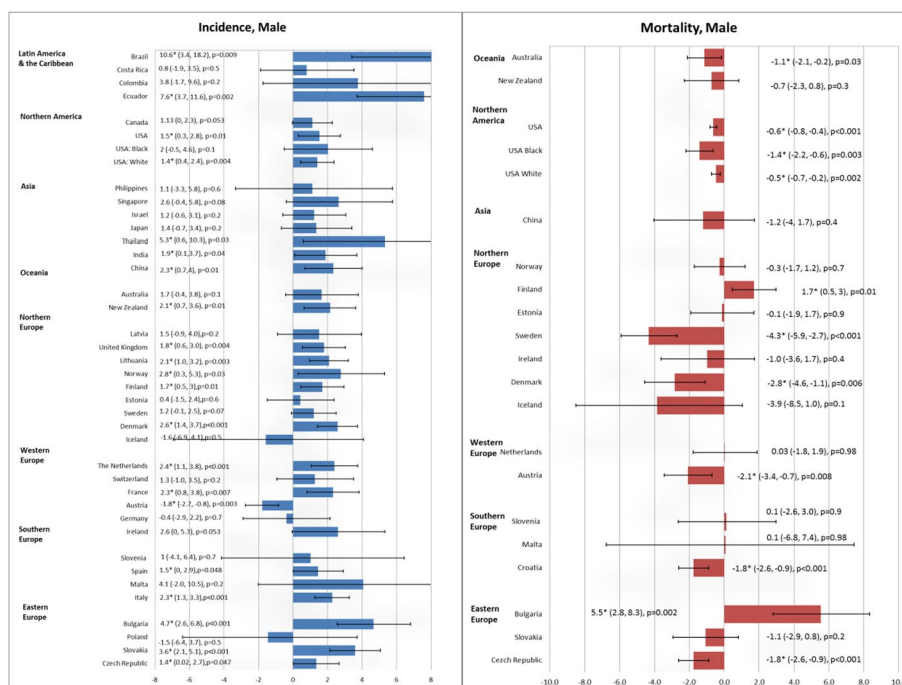 Incidence, Male
Latin America
& the Caribbean
Brazil 10.6* (3.4, 18.2), p=0.009
Costa Rica 0.8 (-1.9, 3.5), p=0.5
Colombia 3.8 (-1.7, 9.6), p=0.2
Ecuador 7.6* (3.7, 11.6), p=0.002
Northern America
Canada 1.13 (0, 2.3), p=0.053
USA 1.5* (0.3, 2.8), p=0.01
USA: Black 2 (-0.5, 4.6), p=0.1
USA: White 1.4* (0.4, 2.4), p=0.004
Asia
Philippines 1.1 (-3.3, 5.8), p=0.6
Singapore 2.6 (-0.4, 5.8), p=0.08
Israel 1.2 (-0.6, 3.1), p=0.2
Japan 1.4 (-0.7, 3.4), p=0.2
Thailand 5.3* (0.6, 10.3), p=0.03
India 1.9* (0.1, 3.7), p=0.04
China 2.3* (0.7,4), p=0.01
Oceania
Australia 1.7 (-0.4, 3.8), p=0.1
New Zealand 2.1* (0.7, 3.6), p=0.01
Northern
Europe
Latvia 1.5 (-0.9, 4.0),p=0.2
United Kingdom 1.8* (0.6, 3.0), p=0.004
Lithuania 2.1* (1.0, 3.2), p=0.003
Norway 2.8* (0.3, 5.3), p=0.03
Finland 1.7* (0.5, 3),p=0.01
Estonia 0.4 (-1.5, 2.4),p=0.6
Sweden 1.2 (-0.1, 2.5), p=0.07
Denmark 2.6* (1.4, 3.7),p<0.001
Iceland -1.6(-6.9, 4.1),p=0.5
Western
Europe
The Netherlands 2.4* (1.1, 3.8), p<0.001
Switzerland 1.3 (-1.0, 3.5), p=0.2
France 2.3* (0.8, 3.8), p=0.007
Austria -1.8* (-2.7, -0.8), p=0.003
Germany -0.4 (-2.9, 2.2), p=0.7
Ireland 2.6 (0, 5.3), p=0.053
Southern
Europe
Slovenia 1 (-4.1, 6.4), p=0.7
Spain 1.5* (0, 2.9), p=0.048
Malta 4.1 (-2.0, 10.5), p=0.2
Italy 2.3* (1.3, 3.3),p<0.001
Eastern
Europe
Bulgaria 4.7* (2.6, 6.8), p<0.001
Poland -1.5 (-6.4, 3.7), p=0.5
Slovakia 3.6* (2.1, 5.1), p<0.001
Czech Republic 1.4* (0.02, 2.7),p=0.047
-8 -6 -4 -2 0 2 4 6 8
Mortality, Male
Oceania
Australia -1.1* (-2.1, -0.2), p=0.03
New Zealand -0.7 (-2.3, 0.8), p=0.3
Northern
America
USA -0.6* (-0.8, -0.4), p<0.001
USA Black -1.4* (-2.2, -0.6), p=0.003
USA White -0.5* (-0.7, -0.2), p=0.002
Asia
China -1.2 (-4, 1.7), p=0.4
Northern
Europe
Norway -0.3 (-1.7, 1.2), p=0.7
Finland 1.7* (0.5, 3), p=0.01
Estonia -0.1 (-1.9, 1.7), p=0.9
Sweden -4.3* (-5.9, -2.7), p<0.001
Ireland -1.0 (-3.6, 1.7), p=0.4
Denmark -2.8* (-4.6, -1.1), p=0.006
Iceland -3.9 (-8.5, 1.0), p=0.1
Western
Europe
Netherlands 0.03 (-1.8, 1.9), p=0.98
Austria -2.1* (-3.4, -0.7), p=0.008
Southern
Europe
Slovenia 0.1 (-2.6, 3.0), p=0.9
Malta 0.1 (-6.8, 7.4), p=0.98
Croatia -1.8* (-2.6, -0.9), p<0.001
Eastern
Europe
Bulgaria 5.5* (2.8, 8.3), p=0.002
Slovakia -1.1 (-2.9, 0.8), p=0.2
Czech Republic -1.8* (-2.6, -0.9), p<0.001
-10.0 -8.0 -6.0 -4.0 -2.0 0.0 2.0 4.0 6.0 8.0 10.0